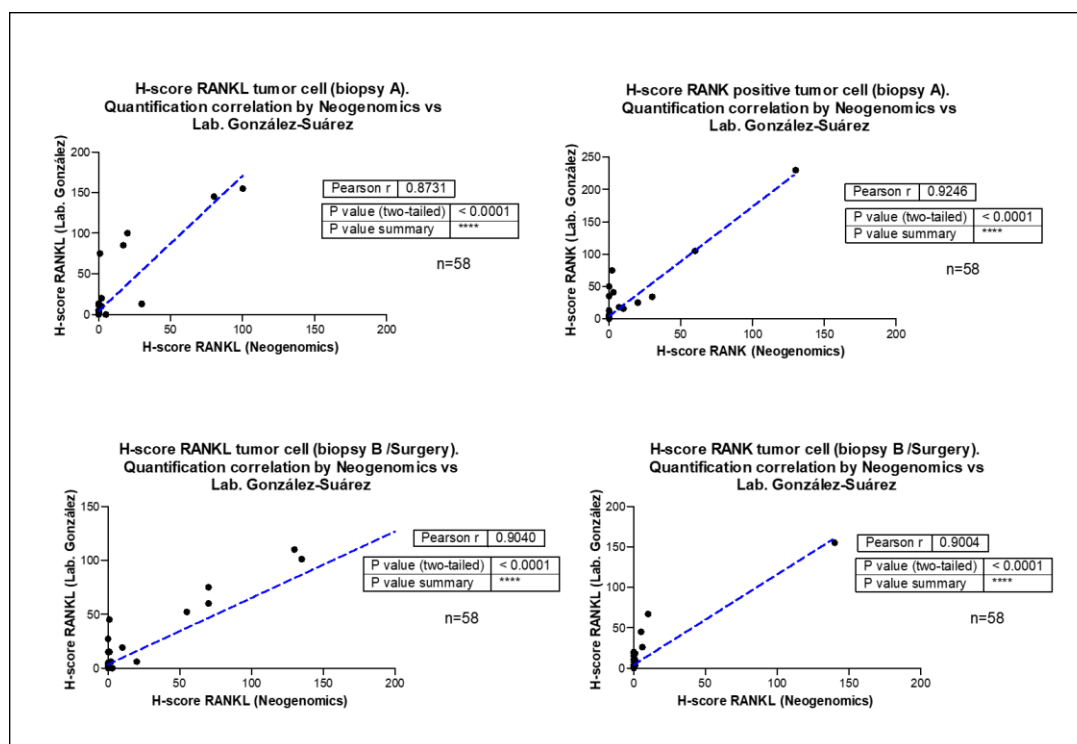 H-score RANKL tumor cell (biopsy A).
Quantification correlation by Neogenomics vs
Lab. González-Suárez
H-score RANKL (Lab. González)
200
150
100
50
0
0 50 100 150 200
H-score RANKL (Neogenomics)
Pearson r 0.8731
P value (two-tailed) < 0.0001
P value summary ****
n=58
H-score RANK positive tumor cell (biopsy A).
Quantification correlation by Neogenomics vs
Lab. González-Suárez
H-score RANK (Lab. González)
250
200
150
100
50
0
0 50 100 150 200
H-score RANK (Neogenomics)
Pearson r 0.9246
P value (two-tailed) < 0.0001
P value summary ****
n=58
H-score RANKL tumor cell (biopsy B /Surgery).
Quantification correlation by Neogenomics vs
Lab. González-Suárez
H-score RANKL (Lab. González)
150
100
50
0
0 50 100 150 200
H-score RANKL (Neogenomics)
Pearson r 0.9040
P value (two-tailed) < 0.0001
P value summary ****
n=58
H-score RANK tumor cell (biopsy B /Surgery).
Quantification correlation by Neogenomics vs
Lab. González-Suárez
H-score RANKL (Lab. González)
200
150
100
50
0
0 50 100 150 200
H-score RANKL (Neogenomics)
Pearson r 0.9004
P value (two-tailed) < 0.0001
P value summary ****
n=58